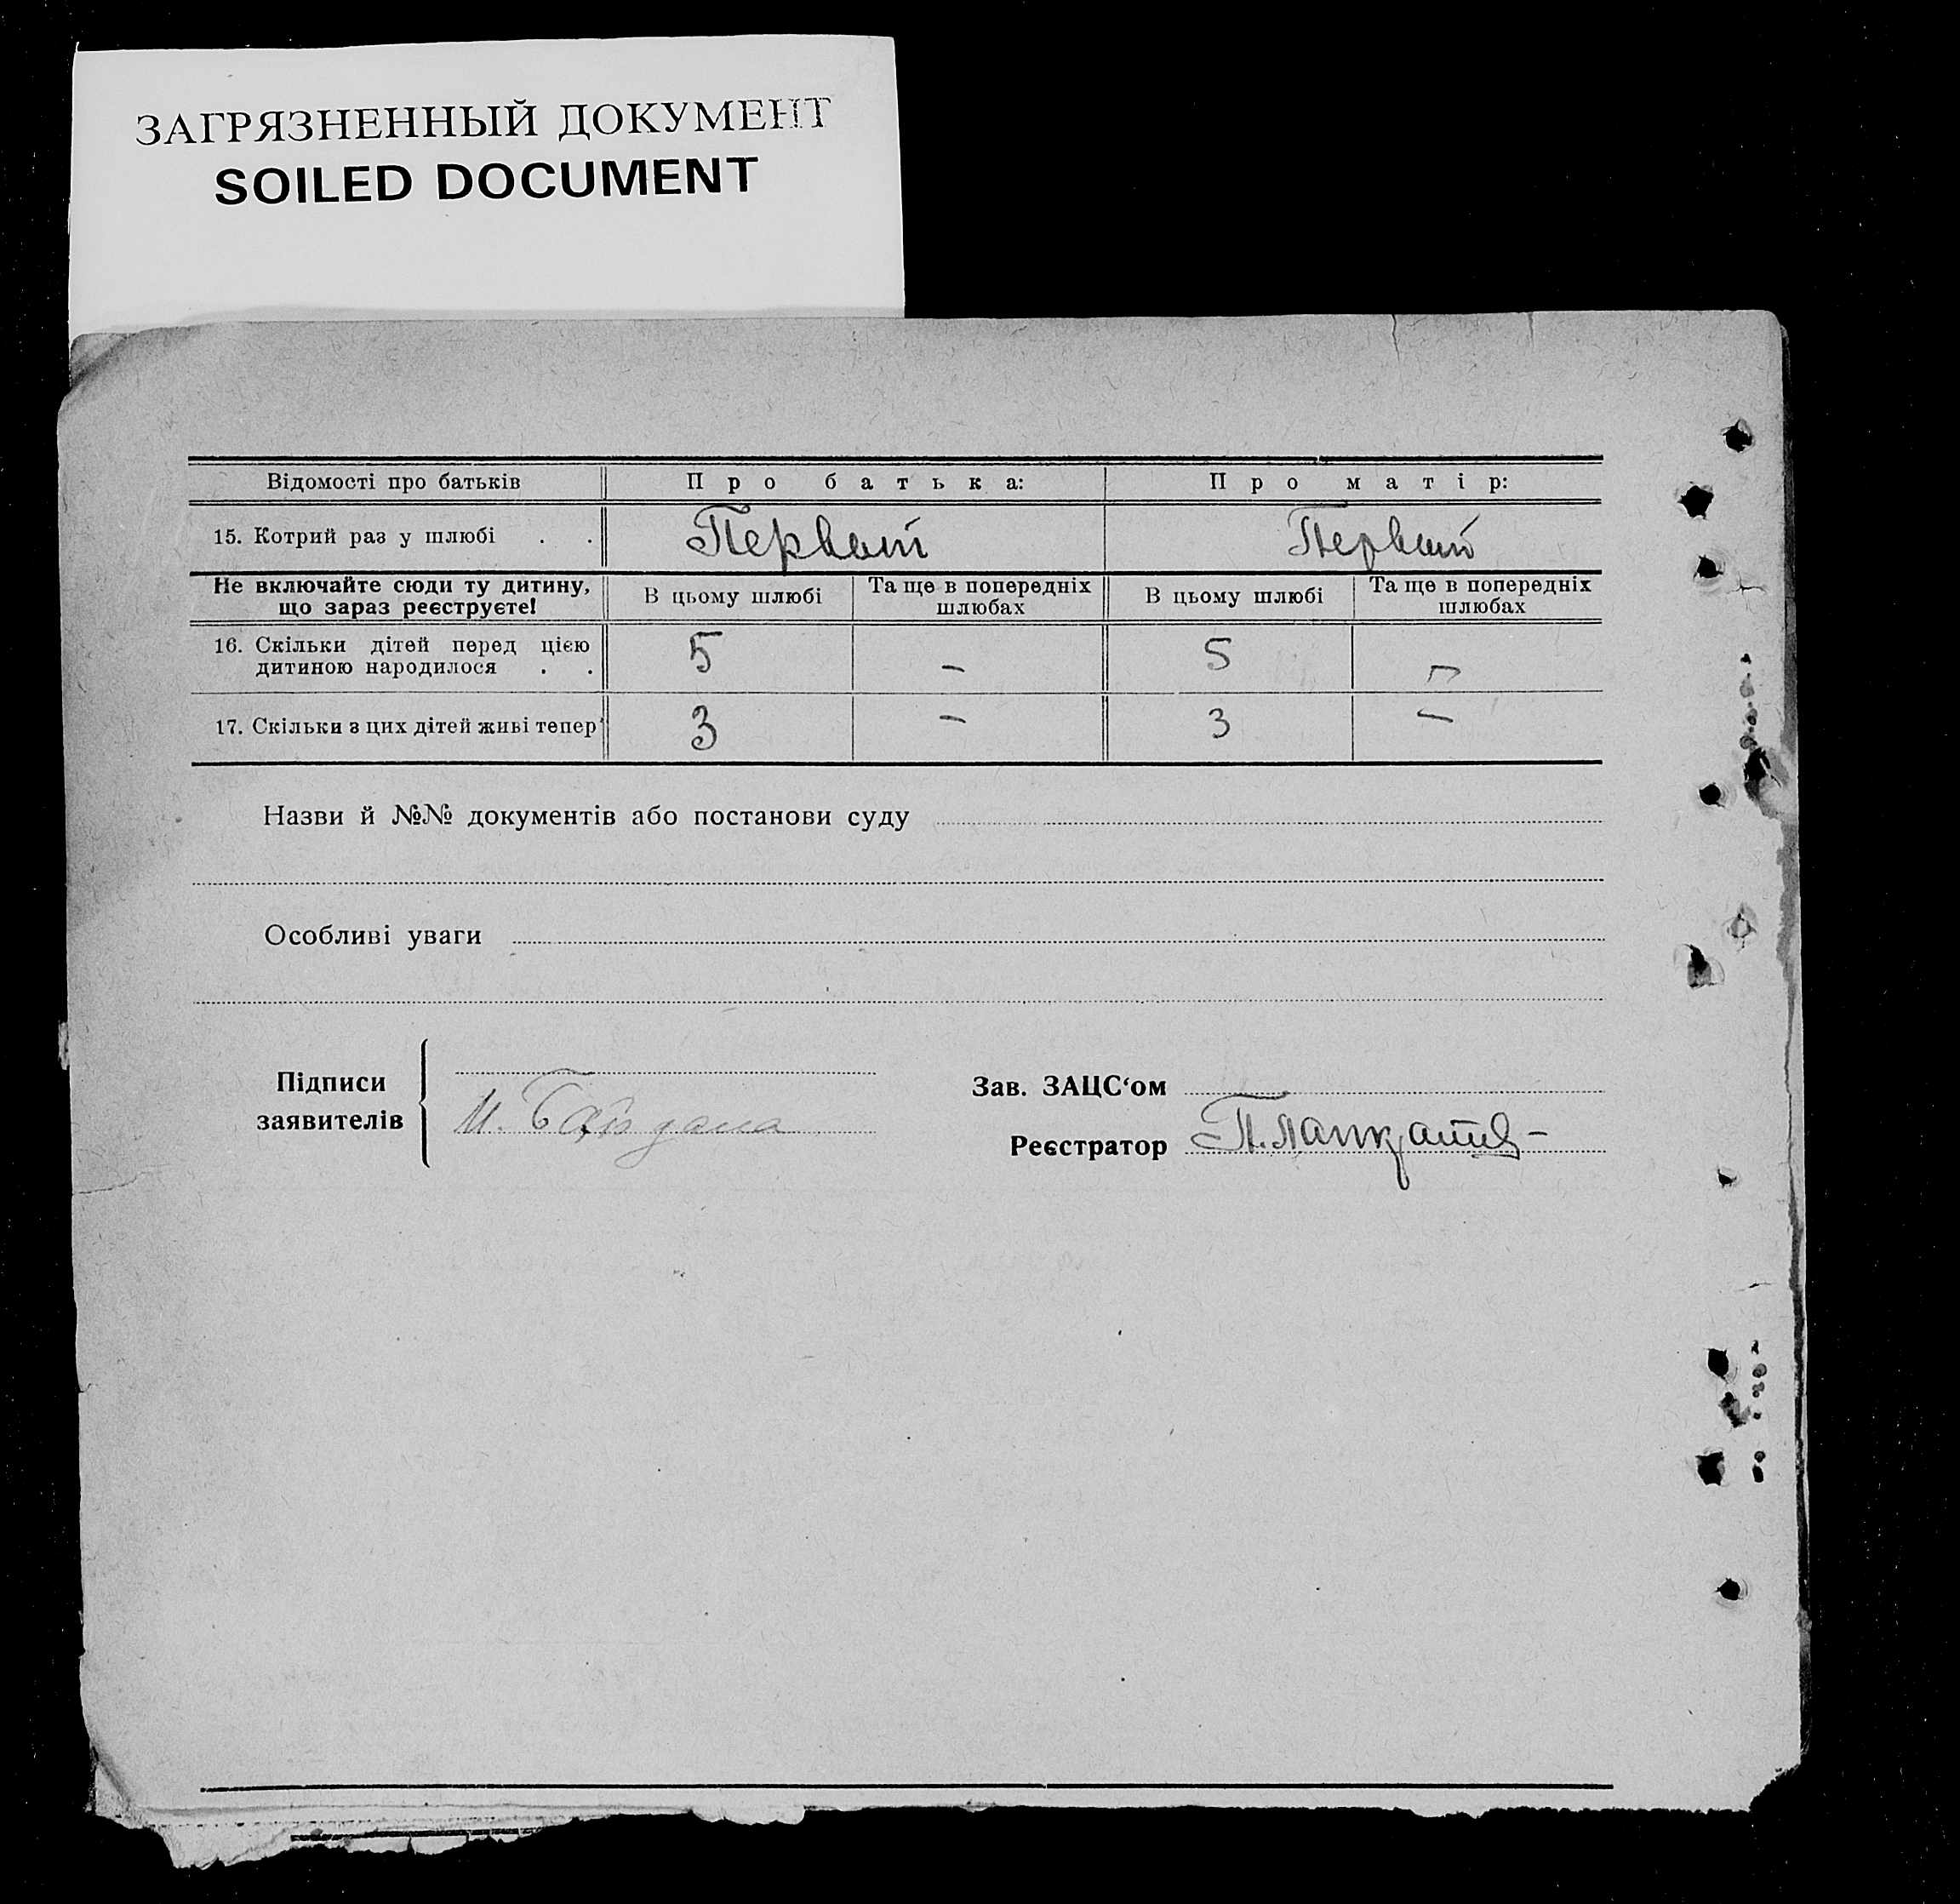 ЗАГРЯЗНЕННЫЙ ДОКУМЕНТ
SOILED DOCUMENT
Відомості про батьків Про батька: Про матір:
15. Котрий раз у шлюбі . . Первый Первый
Не включайте сюди ту дитину, що зараз реєструєте! В цьому шлюбі Та ще в попередніх шлюбах В цьому шлюбі Та ще в попередніх шлюбах
16. Скільки дітей перед цією
дитиною народилося . . 5 – 5 –
17. Скільки з цих дітей живі тепер' 3 – 3 –
Назви й №№ документів або постанови суду
Особливі уваги
Підписи
заявителів
М.
Зав. ЗАЦС‘ом
Реєстратор П.